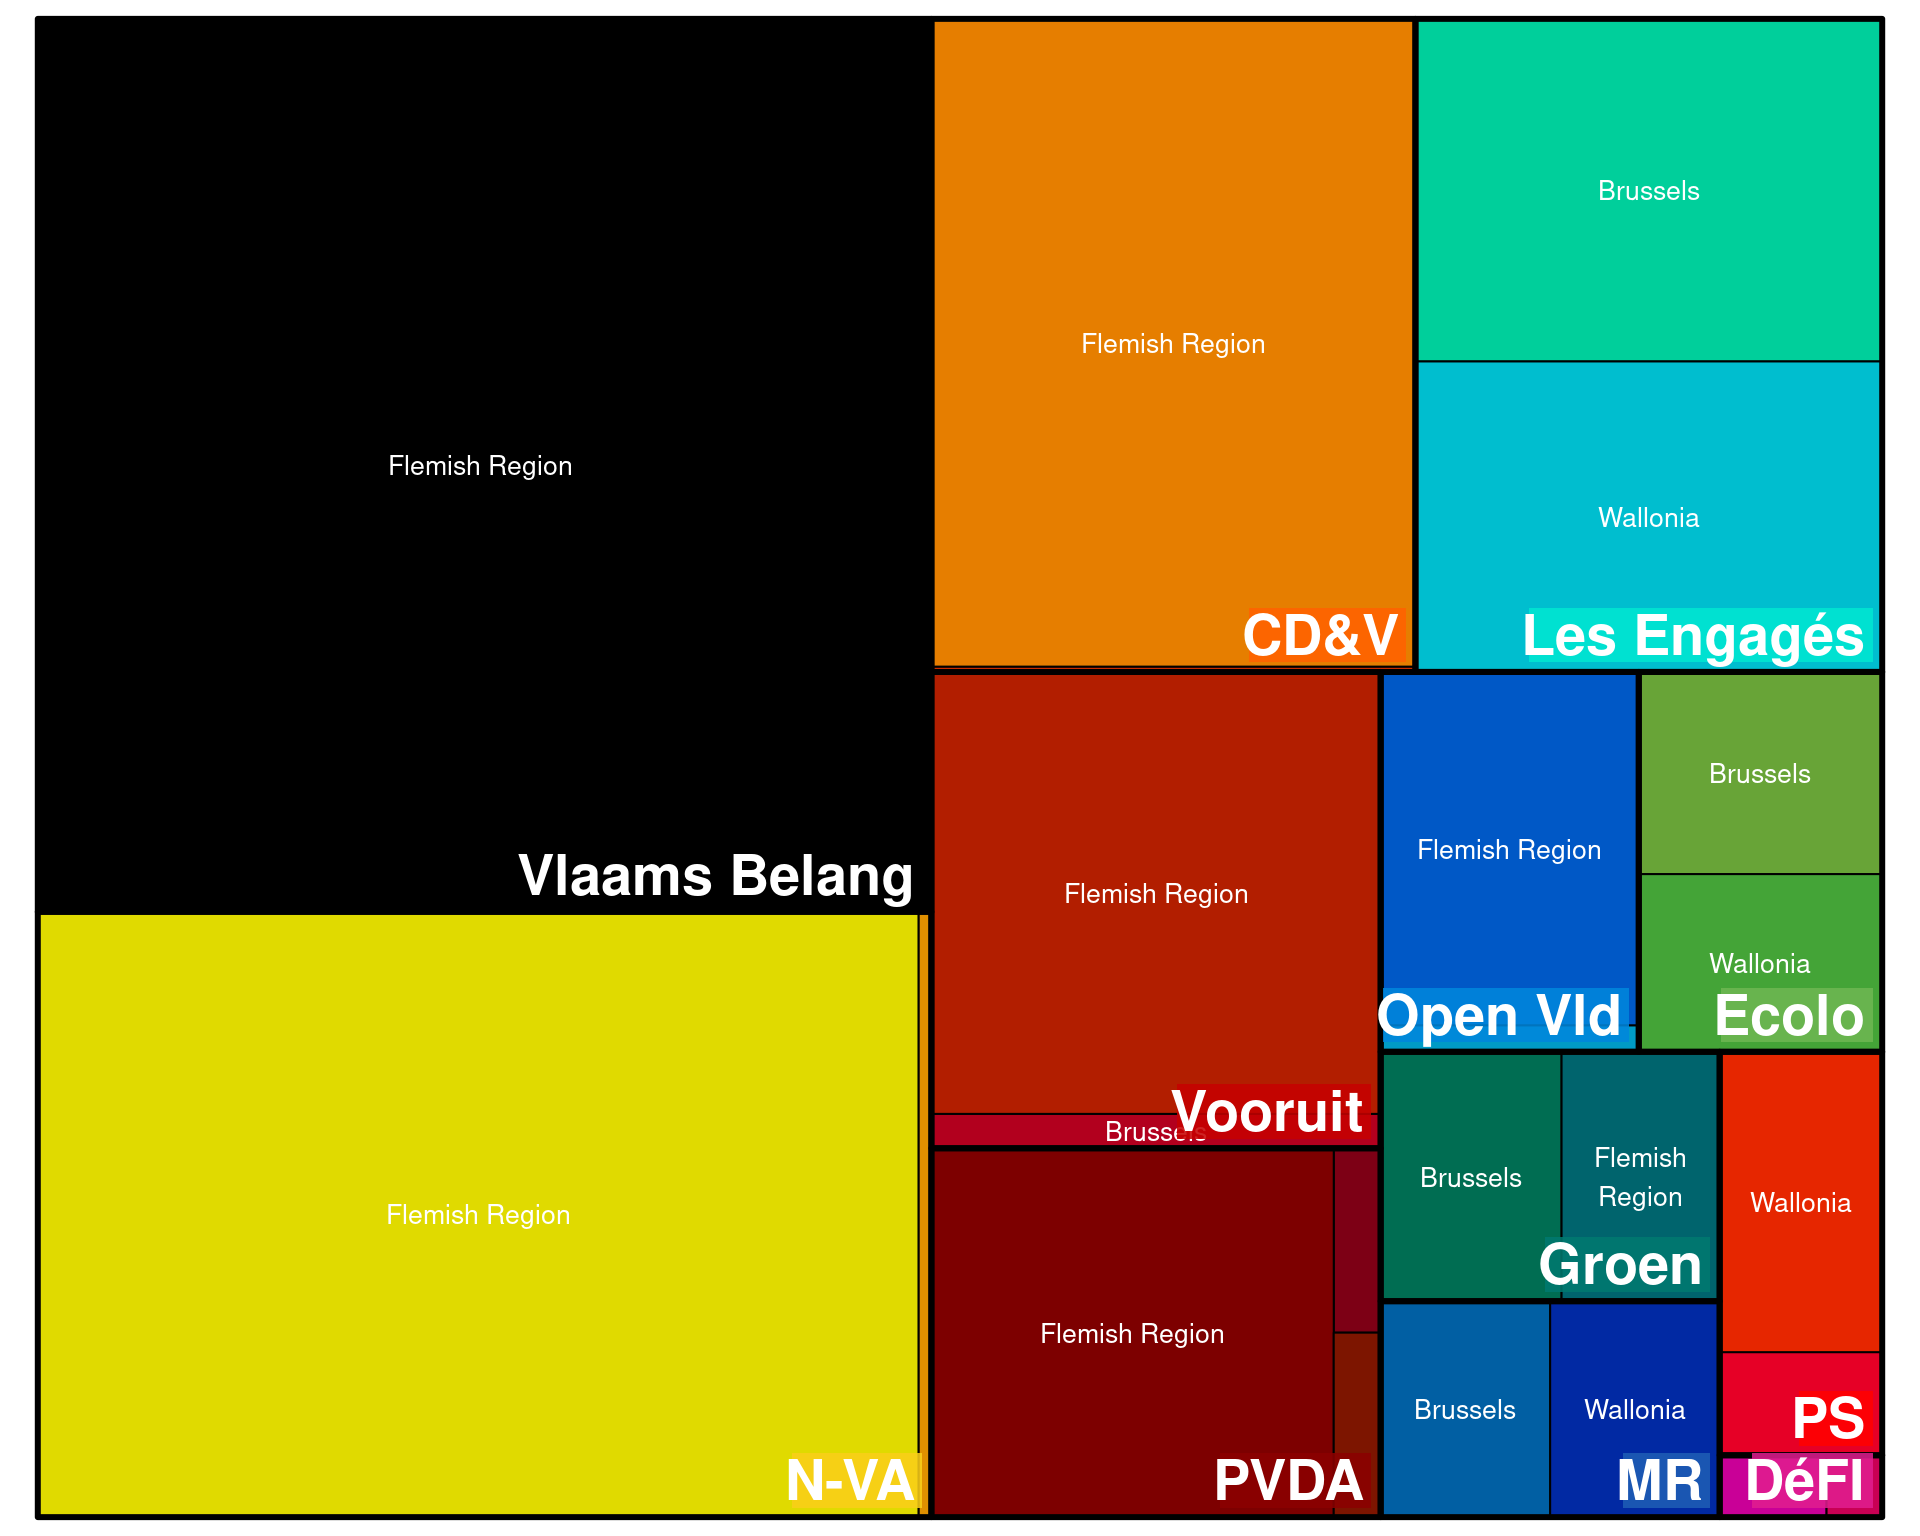 Flemish Region
Vlaams Belang
Flemish Region
N-VA
Flemish Region
CD&V
Brussels
Wallonia
Les Engagés
Flemish Region
Brussels
Vooruit
Flemish Region
PVDA
Flemish Region
Open Vld
Brussels
Wallonia
Ecolo
Brussels
Flemish
Region
Groen
Brussels
Wallonia
MR
Wallonia
PS
DéFI